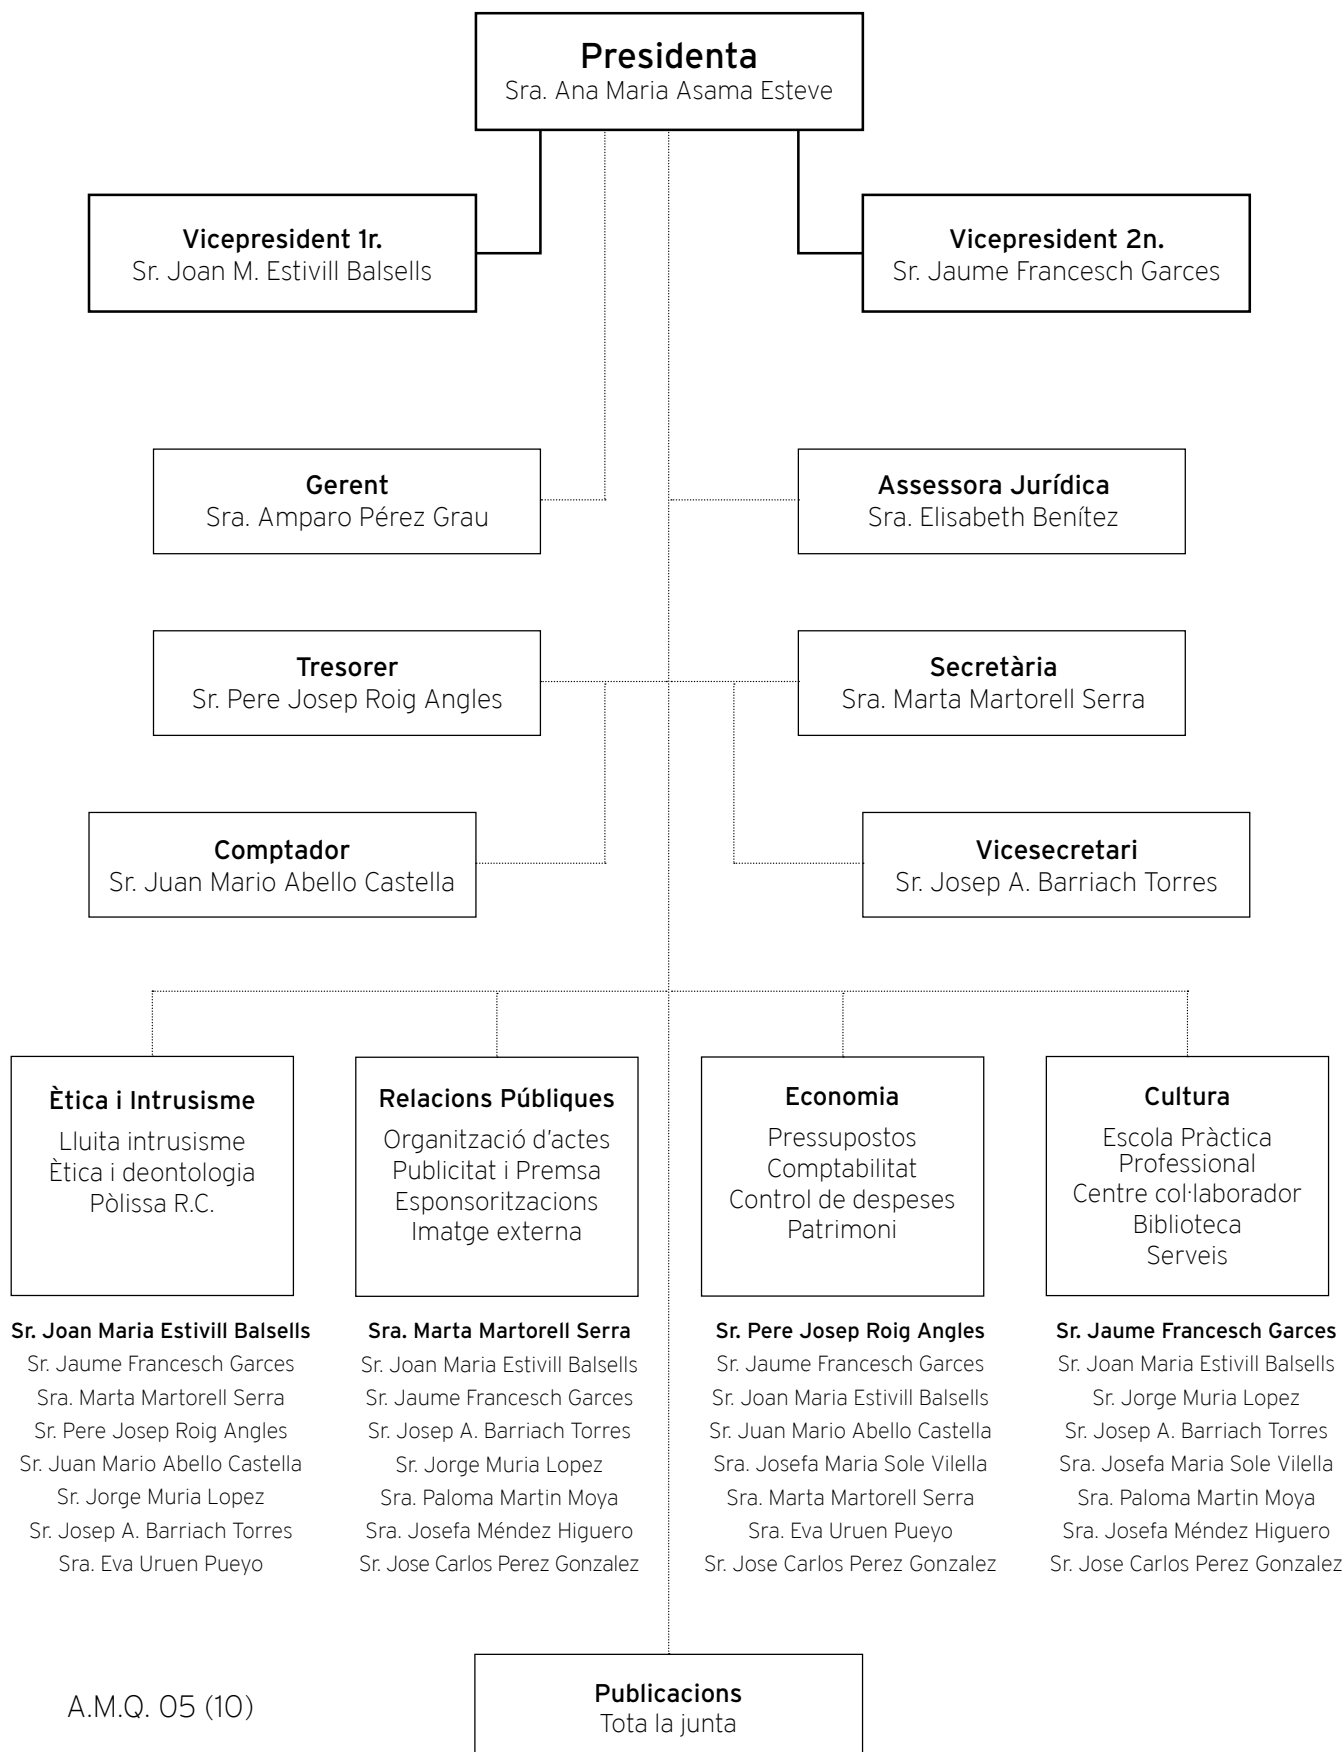 Presidenta
Sra. Ana Maria Asama Esteve
Vicepresident 1r.
Sr. Joan M. Estivill Balsells
Vicepresident 2n.
Sr. Jaume Francesch Garces
Gerent
Sra. Amparo Pérez Grau
Assessora Jurídica
Sra. Elisabeth Benítez
Tresorer
Sr. Pere Josep Roig Angles
Secretària
Sra. Marta Martorell Serra
Comptador
Sr. Juan Mario Abello Castella
Vicesecretari
Sr. Josep A. Barriach Torres
Ètica i Intrusisme
Lluita intrusisme
Ètica i deontologia
Pòlissa R.C.
Sr. Joan Maria Estivill Balsells
Sr. Jaume Francesch Garces
Sra. Marta Martorell Serra
Sr. Pere Josep Roig Angles
Sr. Juan Mario Abello Castella
Sr. Jorge Muria Lopez
Sr. Josep A. Barriach Torres
Sra. Eva Uruen Pueyo
Relacions Públiques
Organització d'actes
Publicitat i Premsa
Esponsoritzacions
Imatge externa
Sra. Marta Martorell Serra
Sr. Joan Maria Estivill Balsells
Sr. Jaume Francesch Garces
Sr. Josep A. Barriach Torres
Sr. Jorge Muria Lopez
Sra. Paloma Martin Moya
Sra. Josefa Méndez Higuero
Sr. Jose Carlos Perez Gonzalez
Economia
Pressupostos
Comptabilitat
Control de despeses
Patrimoni
Sr. Pere Josep Roig Angles
Sr. Jaume Francesch Garces
Sr. Joan Maria Estivill Balsells
Sr. Juan Mario Abello Castella
Sra. Josefa Maria Sole Vilella
Sra. Marta Martorell Serra
Sra. Eva Uruen Pueyo
Sr. Jose Carlos Perez Gonzalez
Cultura
Escola Pràctica
Professional
Centre col·laborador
Biblioteca
Serveis
Sr. Jaume Francesch Garces
Sr. Joan Maria Estivill Balsells
Sr. Jorge Muria Lopez
Sr. Josep A. Barriach Torres
Sra. Josefa Maria Sole Vilella
Sra. Paloma Martin Moya
Sra. Josefa Méndez Higuero
Sr. Jose Carlos Perez Gonzalez
A.M.Q. 05 (10)
Publicacions
Tota la junta